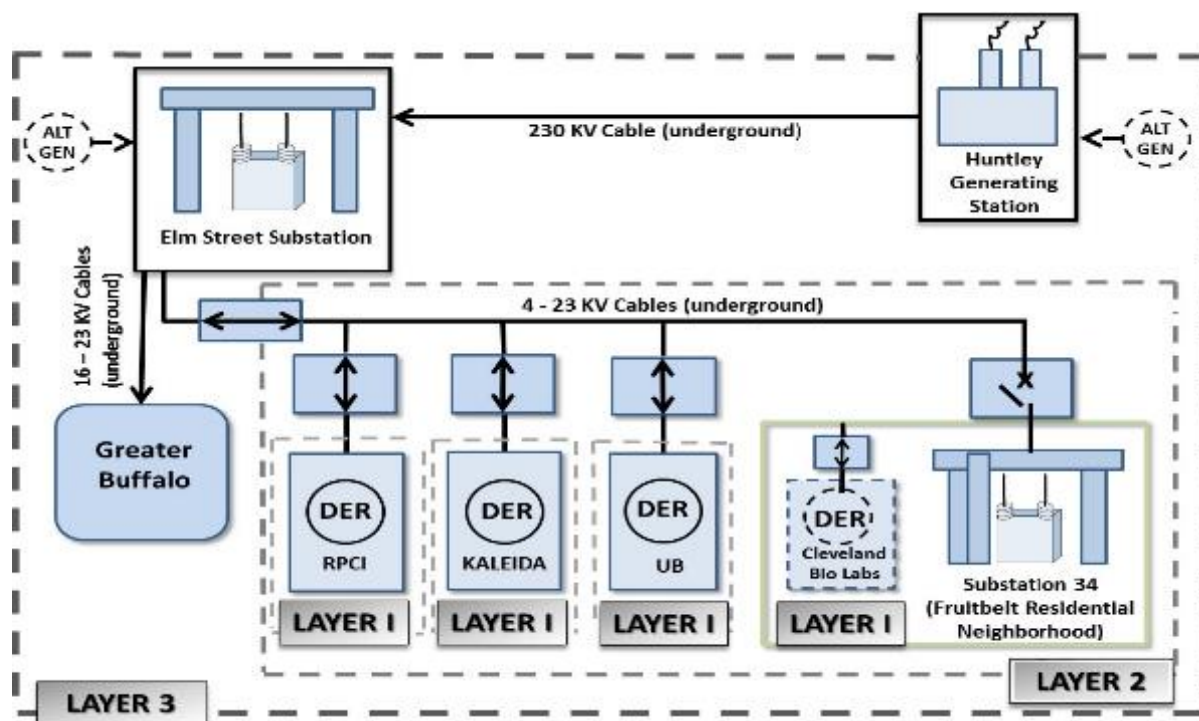 ALT
GEN
Elm Street Substation
230 KV Cable (underground)
Huntley
Generating
Station
ALT
GEN
16 – 23 KV Cables
(underground)
4 - 23 KV Cables (underground)
Greater
Buffalo
DER
RPCI
LAYER I
DER
KALEIDA
LAYER I
DER
UB
LAYER I
DER
Cleveland
Bio Labs
LAYER I
Substation 34
(Fruitbelt Residential
Neighborhood)
LAYER 2
LAYER 3